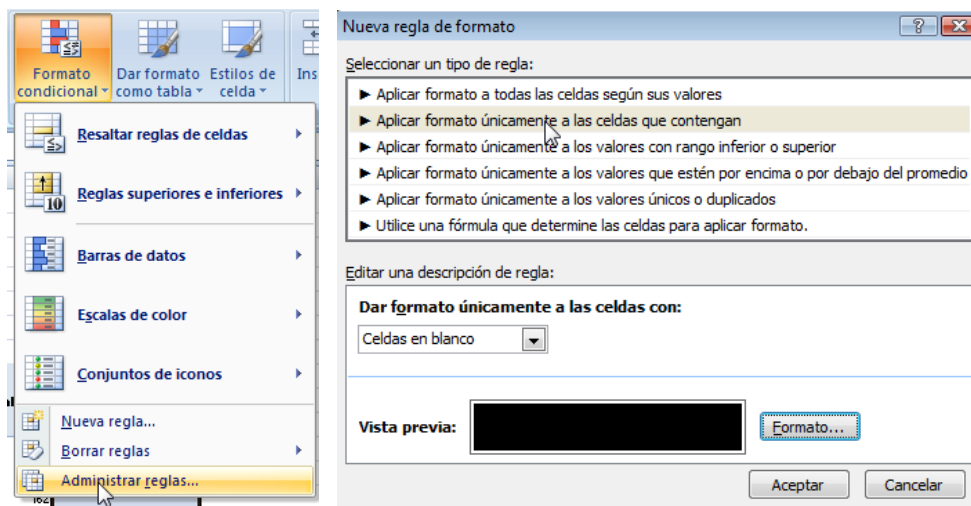 Formato condicional
Dar formato como tabla
Estilos de celda
Ins
Resaltar reglas de celdas
Reglas superiores e inferiores
10
Barras de datos
Escalas de color
Conjuntos de iconos
Nueva regla...
Borrar reglas
Administrar reglas...
162
Nueva regla de formato
Seleccionar un tipo de regla:
► Aplicar formato a todas las celdas según sus valores
► Aplicar formato únicamente a las celdas que contengan
► Aplicar formato únicamente a los valores con rango inferior o superior
► Aplicar formato únicamente a los valores que estén por encima o por debajo del promedio
► Aplicar formato únicamente a los valores únicos o duplicados
► Utilice una fórmula que determine las celdas para aplicar formato.
Editar una descripción de regla:
Dar formato únicamente a las celdas con:
Celdas en blanco
Vista previa:
Formato...
Aceptar
Cancelar